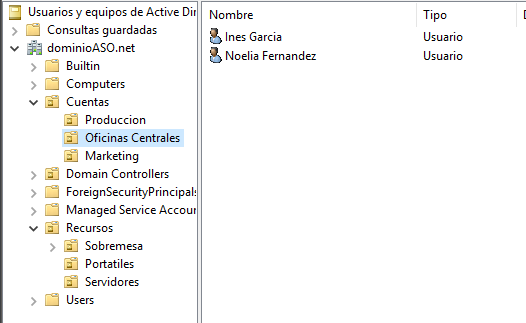 Usuarios y equipos de Active Dir
Consultas guardadas
dominioASO.net
Builtin
Computers
Cuentas
Produccion
Oficinas Centrales
Marketing
Domain Controllers
ForeignSecurityPrincipals
Managed Service Accour
Recursos
Sobremesa
Portatiles
Servidores
Users
Nombre Tipo D
Ines Garcia Usuario
Noelia Fernandez Usuario